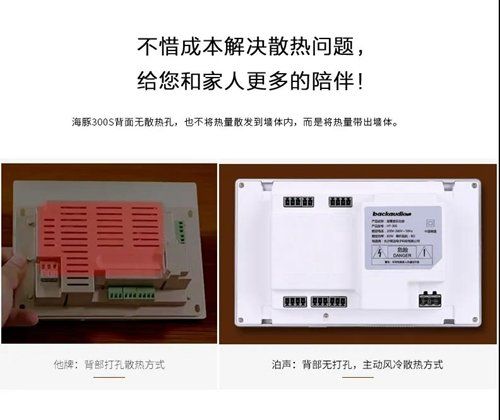 不惜成本解决散热问题，
给您和家人更多的陪伴！
海豚300S背面无散热孔，也不将热量散发到墙体内，而是将热量带出墙体。
backaudio
危险
DANGER
他牌：背部打孔散热方式
泊声：背部无打孔，主动风冷散热方式